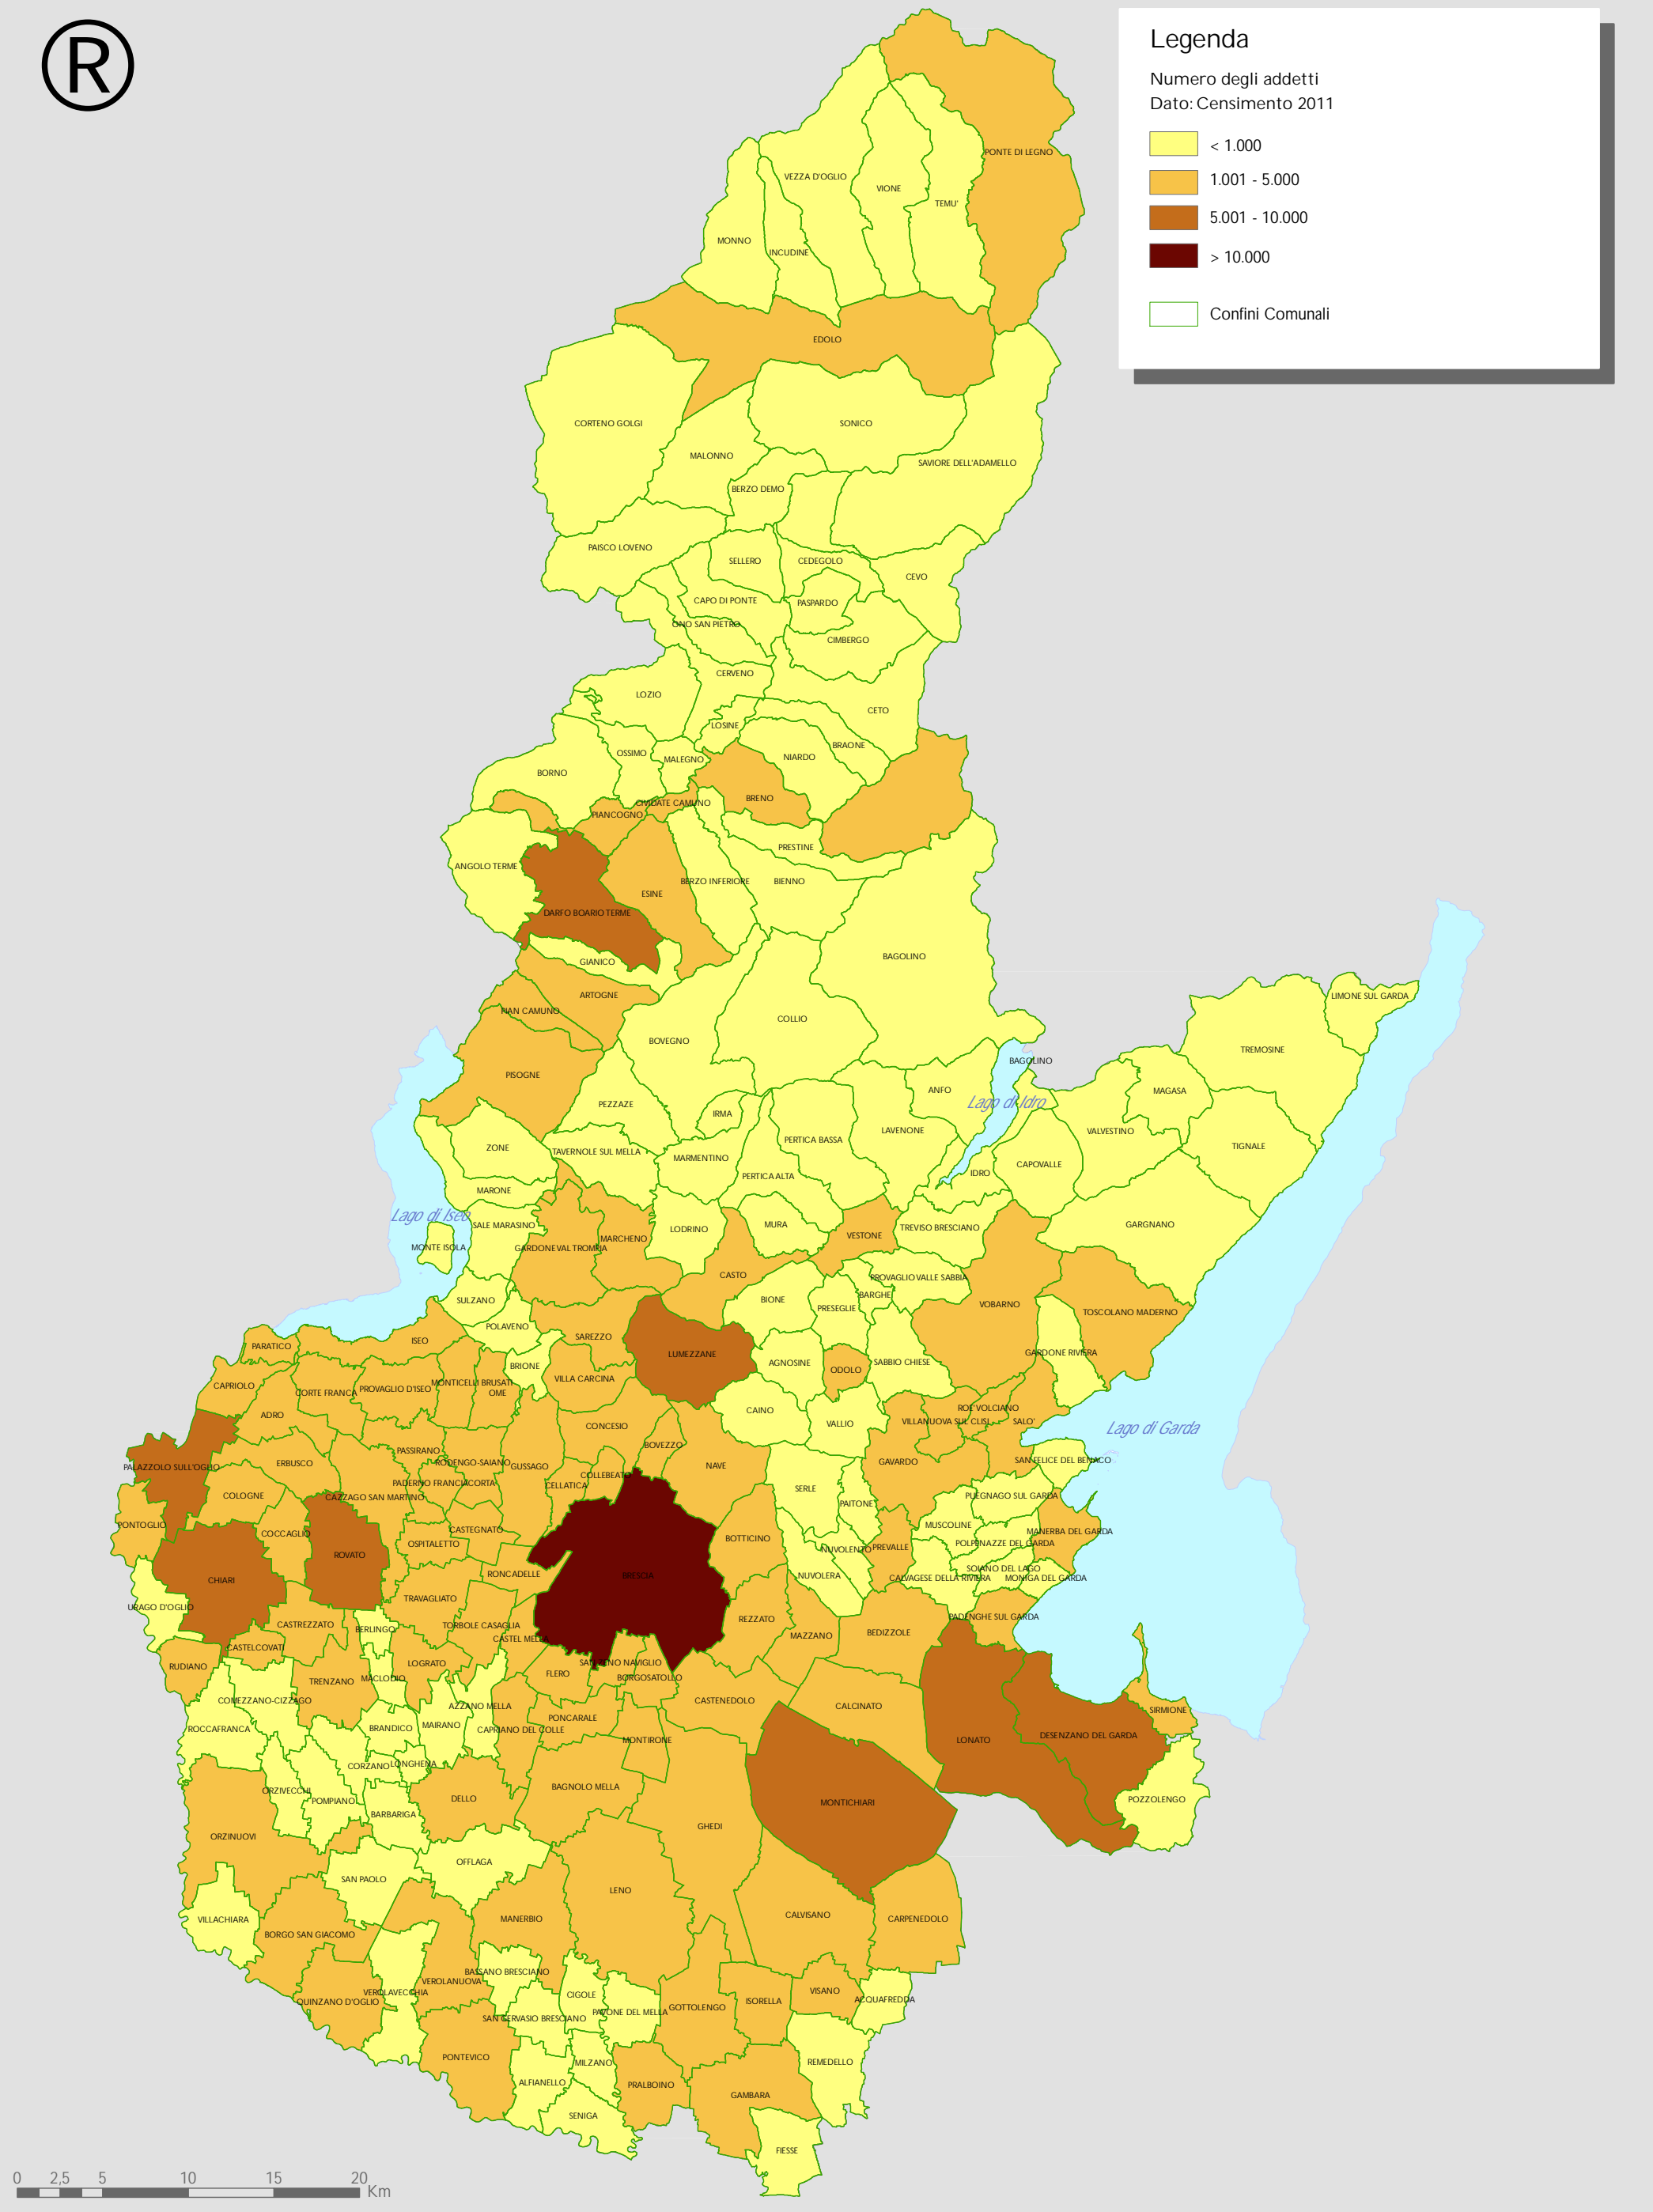 ®
Legenda
Numero degli addetti
Dato: Censimento 2011
< 1.000
1.001 - 5.000
5.001 - 10.000
> 10.000
Confini Comunali
PONTE DI LEGNO
VEZZA D'OGLIO
VIONE
TEMU'
MONNO
INCUDINE
EDOLO
CORTENO GOLGI
SONICO
MALONNO
SAVIORE DELL'ADAMELLO
BERZO DEMO
PAISCO LOVENO
SELLERO
CEDEGOLO
CEVO
CAPO DI PONTE
PASPARDO
ONO SAN PIETRO
CIMBERGO
CERVENO
LOZIO
CETO
LOSINE
BRAONE
OSSIMO
MALEGNO
NIARDO
BORNO
BRENO
CIVIDATE CAMUNO
PIANCOGNO
PRESTINE
ANGOLO TERME
BERZO INFERIORE
BIENNO
ESINE
DARFO BOARIO TERME
BAGOLINO
GIANICO
ARTOGNE
LIMONE SUL GARDA
PIAN CAMUNO
COLLIO
BOVEGNO
TREMOSINE
BAGOLINO
PISOGNE
ANFO
MAGASA
Lago di Idro
PEZZAZE
IRMA
LAVENONE
VALVESTINO
PERTICA BASSA
ZONE
TAVERNOLE SUL MELLA
TIGNALE
MARMENTINO
CAPOVALLE
PERTICA ALTA
IDRO
MARONE
Lago di Iseo
SALE MARASINO
MURA
GARGNANO
LODRINO
TREVISO BRESCIANO
VESTONE
MARCHENO
MONTE ISOLA
GARDONE VAL TROMPIA
CASTO
PROVAGLIO VALLE SABBIA
BARGHE
SULZANO
BIONE
VOBARNO
PRESEGLIE
TOSCOLANO MADERNO
POLAVENO
SAREZZO
ISEO
PARATICO
LUMEZZANE
GARDONE RIVIERA
BRIONE
AGNOSINE
SABBIO CHIESE
ODOLO
VILLA CARCINA
MONTICELLI BRUSATI
CAPRIOLO
PROVAGLIO D'ISEO
CORTE FRANCA
OME
ROE' VOLCIANO
CAINO
ADRO
VILLANUOVA SUL CLISI
SALO'
VALLIO
CONCESIO
Lago di Garda
BOVEZZO
PASSIRANO
SAN FELICE DEL BENACO
RODENGO-SAIANO
GAVARDO
ERBUSCO
NAVE
GUSSAGO
PALAZZOLO SULL'OGLIO
COLLEBEATO
PADERNO FRANCIACORTA
CELLATICA
SERLE
COLOGNE
CAZZAGO SAN MARTINO
PUEGNAGO SUL GARDA
PAITONE
PONTOGLIO
MUSCOLINE
CASTEGNATO
MANERBA DEL GARDA
COCCAGLIO
BOTTICINO
OSPITALETTO
POLPENAZZE DEL GARDA
PREVALLE
NUVOLENTO
ROVATO
SOIANO DEL LAGO
RONCADELLE
BRESCIA
NUVOLERA
CALVAGESE DELLA RIVIERA
MONIGA DEL GARDA
CHIARI
TRAVAGLIATO
URAGO D'OGLIO
PADENGHE SUL GARDA
REZZATO
CASTREZZATO
TORBOLE CASAGLIA
BERLINGO
BEDIZZOLE
MAZZANO
CASTEL MELLA
CASTELCOVATI
SAN ZENO NAVIGLIO
LOGRATO
RUDIANO
FLERO
BORGOSATOLLO
MACLODIO
TRENZANO
COMEZZANO-CIZZAGO
CASTENEDOLO
AZZANO MELLA
CALCINATO
SIRMIONE
PONCARALE
MAIRANO
BRANDICO
ROCCAFRANCA
CAPRIANO DEL COLLE
DESENZANO DEL GARDA
MONTIRONE
LONATO
LONGHENA
CORZANO
BAGNOLO MELLA
ORZIVECCHI
DELLO
POZZOLENGO
POMPIANO
MONTICHIARI
BARBARIGA
GHEDI
ORZINUOVI
OFFLAGA
SAN PAOLO
LENO
CALVISANO
VILLACHIARA
MANERBIO
CARPENEDOLO
BORGO SAN GIACOMO
BASSANO BRESCIANO
VEROLANUOVA
VISANO
VEROLAVECCHIA
CIGOLE
ACQUAFREDDA
QUINZANO D'OGLIO
ISORELLA
GOTTOLENGO
PAVONE DEL MELLA
SAN GERVASIO BRESCIANO
PONTEVICO
REMEDELLO
MILZANO
ALFIANELLO
PRALBOINO
GAMBARA
SENIGA
FIESSE
0 2,5 5 10 15 20
Km